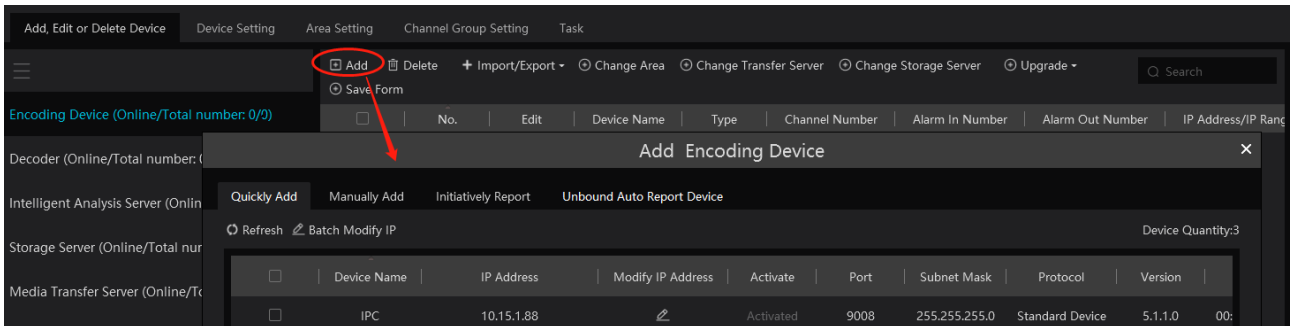 Add, Edit or Delete Device Device Setting Area Setting Channel Group Setting Task
Add Delete Import/Export Change Area Change Transfer Server Change Storage Server Upgrade Search
Save Form
Encoding Device (Online/Total number: 0/0)
No. Edit Device Name Type Channel Number Alarm In Number Alarm Out Number IP Address/IP Rang
Decoder (Online/Total number: (
Add Encoding Device
Intelligent Analysis Server (Onlin
Quickly Add Manually Add Initiatively Report Unbound Auto Report Device
Refresh Batch Modify IP Device Quantity:3
Storage Server (Online/Total nur
Device Name IP Address Modify IP Address Activate Port Subnet Mask Protocol Version
Media Transfer Server (Online/To
IPC 10.15.1.88 Activated 9008 255.255.255.0 Standard Device 5.1.1.0 00: